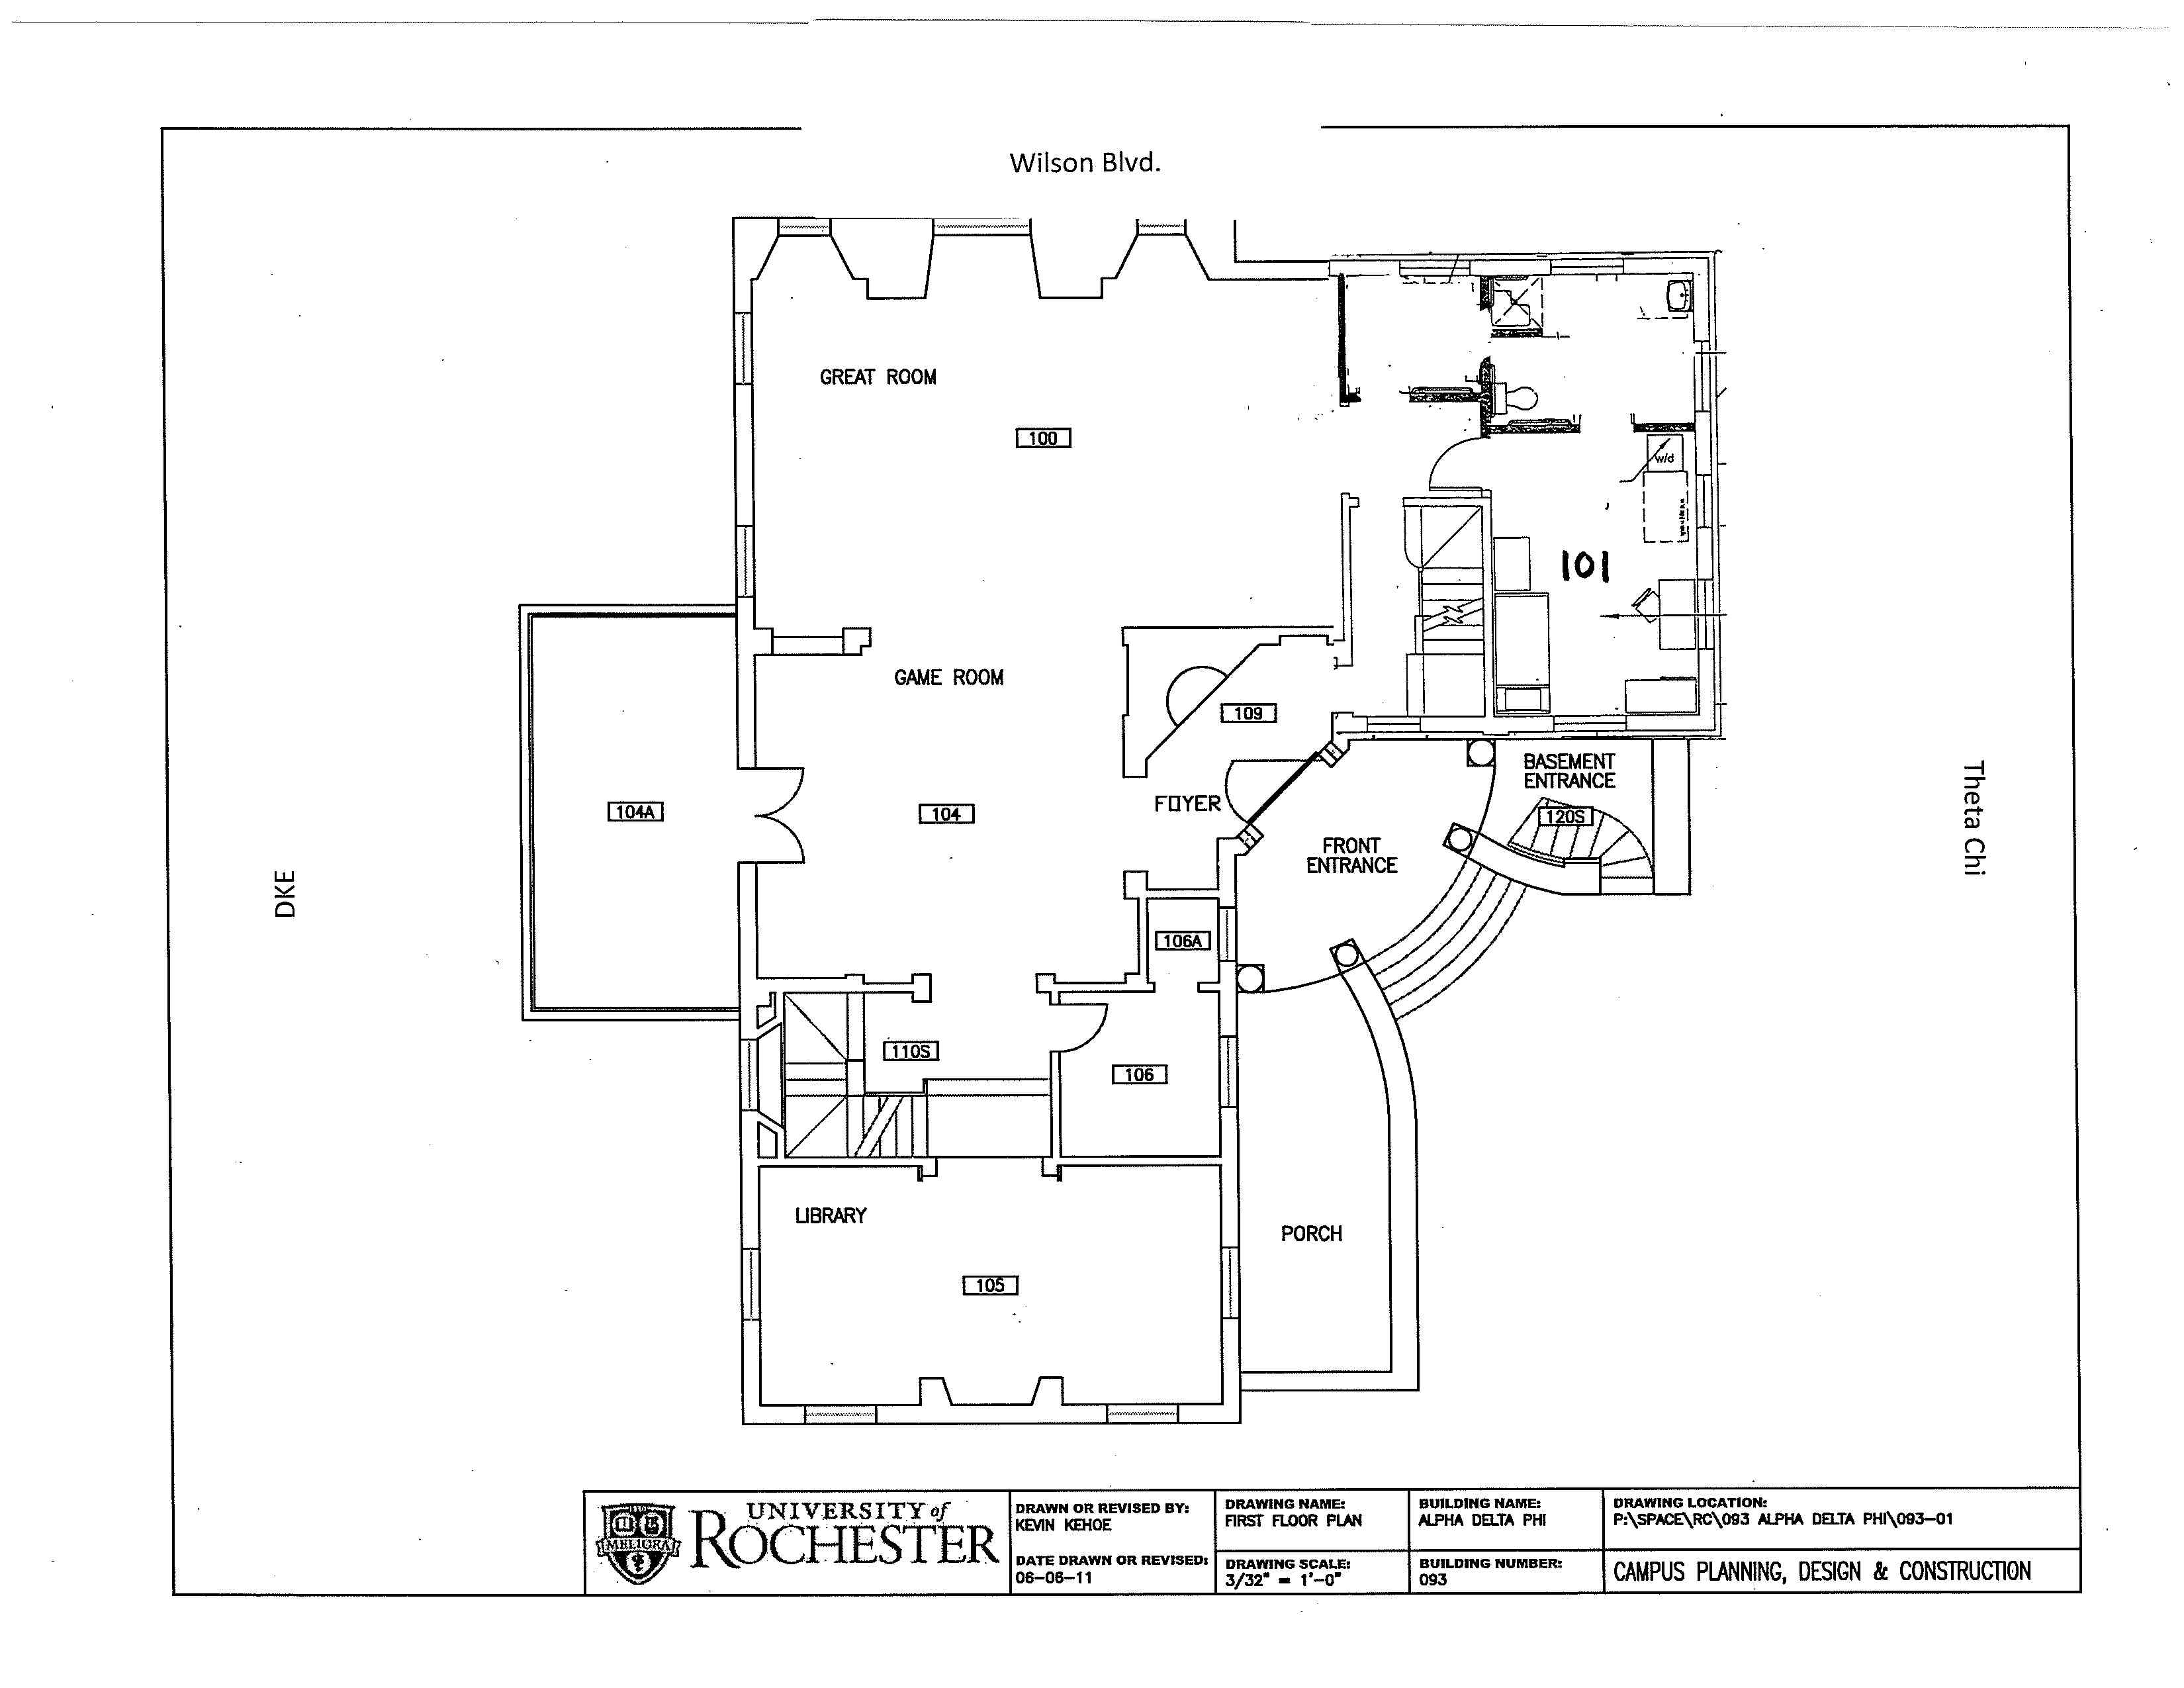 Wilson Blvd.
GREAT ROOM
100
w/d
101
GAME ROOM
109
BASEMENT
ENTRANCE
120S
FOYER
104A
104
FRONT
ENTRANCE
Theta Chi
DKE
106A
110S
106
LIBRARY
105
PORCH
MELIORA
UNIVERSITY of
ROCHESTER
DRAWN OR REVISED BY:
KEVIN KEHOE
DATE DRAWN OR REVISED:
06-06-11
DRAWING NAME:
FIRST FLOOR PLAN
DRAWING SCALE:
3/32" = 1'-0"
BUILDING NAME:
ALPHA DELTA PHI
BUILDING NUMBER:
093
DRAWING LOCATION:
P:\SPACE\RC\093 ALPHA DELTA PHI\093-01
CAMPUS PLANNING, DESIGN & CONSTRUCTION